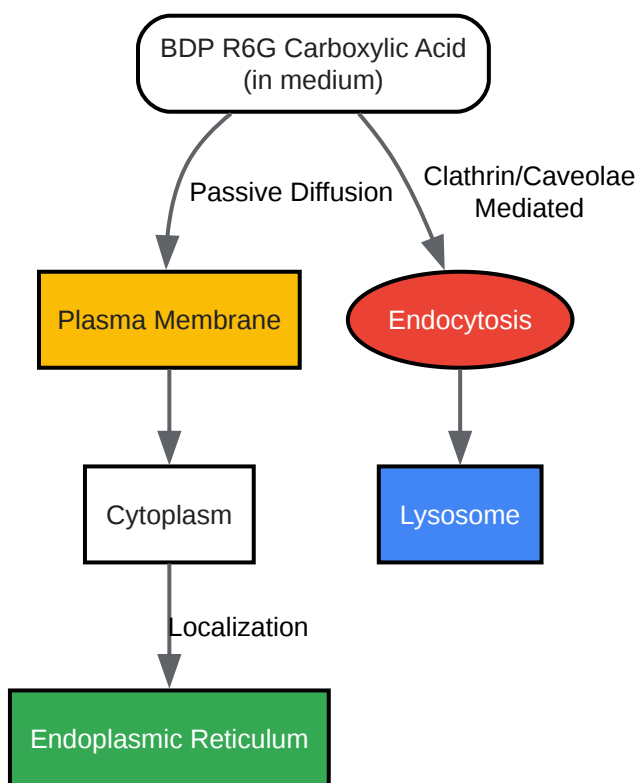 BDP R6G Carboxylic Acid
(in medium)
Passive Diffusion
Clathrin/Caveolae
Mediated
Plasma Membrane
Endocytosis
Cytoplasm
Lysosome
Localization
Endoplasmic Reticulum